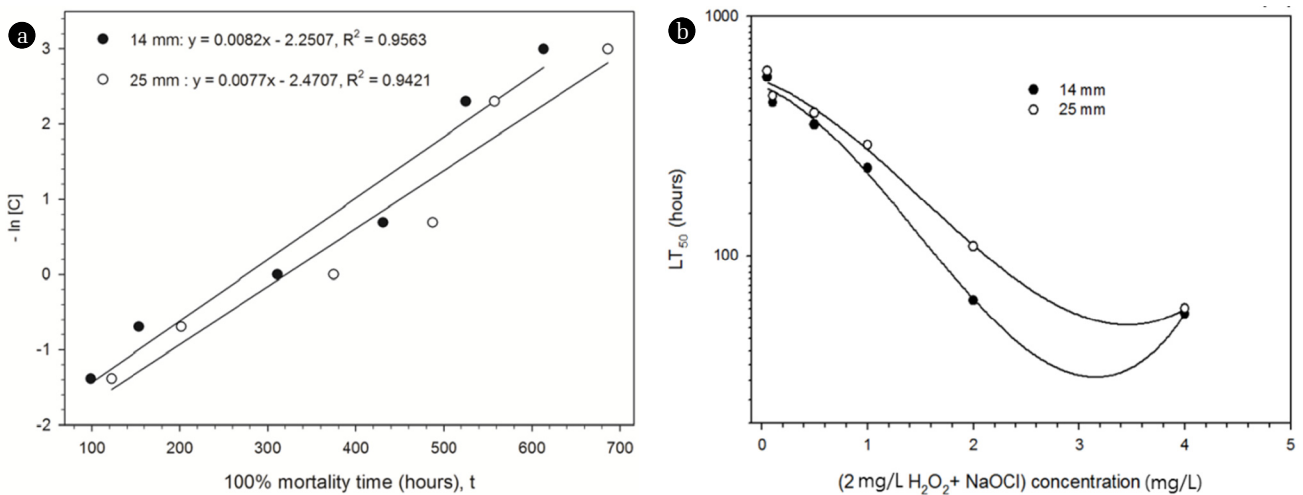 a
14 mm: y = 0.0082x - 2.2507, R² = 0.9563
25 mm : y = 0.0077x - 2.4707, R² = 0.9421
3
2
1
0
-1
-2
- ln [C]
100 200 300 400 500 600 700
100% mortality time (hours), t
b
1000
100
LT₅₀ (hours)
14 mm
25 mm
0 1 2 3 4 5
(2 mg/L H₂O₂+ NaOCl) concentration (mg/L)